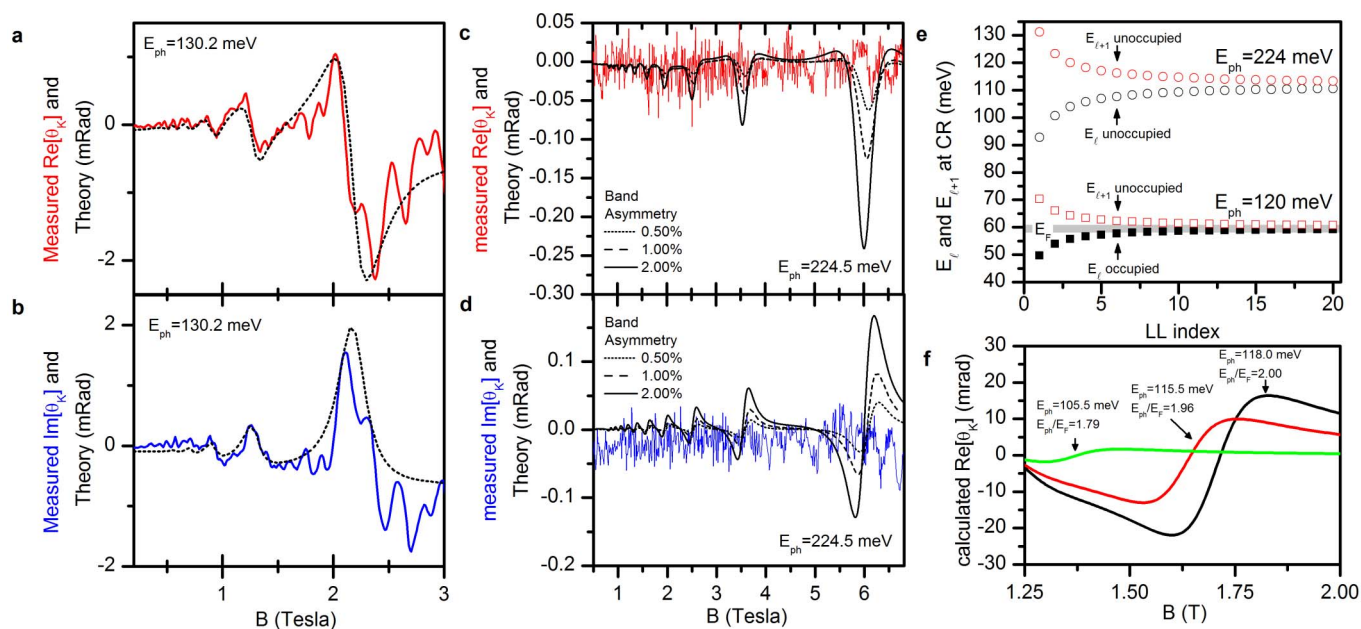 a
E_ph=130.2 meV
0
-2
Measured Re[θ_K] and
Theory (mRad)
b
E_ph=130.2 meV
2
0
-2
Measured Im[θ_K] and
Theory (mRad)
1 2 3
B (Tesla)
c
0.05
0.00
-0.05
-0.10
-0.15
-0.20
-0.25
-0.30
measured Re[θ_K] and
Theory (mRad)
Band
Asymmetry
0.50%
1.00%
2.00%
E_ph=224.5 meV
d
0.1
0.0
-0.1
0.2
measured Im[θ_K] and
Theory (mRad)
Band
Asymmetry
0.50%
1.00%
2.00%
E_ph=224.5 meV
1 2 3 4 5 6
B (Tesla)
e
130
120
110
100
90
80
70
60
50
40
E_ℓ and E_ℓ+1 at CR (meV)
E_ℓ+1 unoccupied
E_ph=224 meV
E_ℓ unoccupied
E_ℓ+1 unoccupied
E_ph=120 meV
E_F
E_ℓ occupied
0 5 10 15 20
LL index
f
30
20
10
0
-10
-20
-30
calculated Re[θ_K] (mrad)
E_ph=118.0 meV
E_ph/E_F=2.00
E_ph=115.5 meV
E_ph/E_F=1.96
E_ph=105.5 meV
E_ph/E_F=1.79
1.25 1.50 1.75 2.00
B (T)